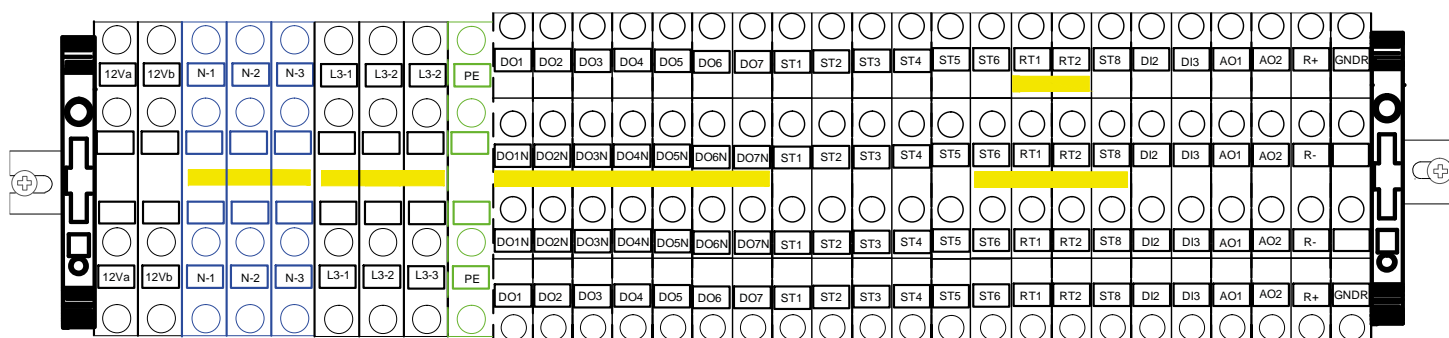 12Va 12Vb N-1 N-2 N-3 L3-1 L3-2 L3-2 PE DO1 DO2 DO3 DO4 DO5 DO6 DO7 ST1 ST2 ST3 ST4 ST5 ST6 RT1 RT2 ST8 DI2 DI3 AO1 AO2 R+ GNDR
DO1N DO2N DO3N DO4N DO5N DO6N DO7N ST1 ST2 ST3 ST4 ST5 ST6 RT1 RT2 ST8 DI2 DI3 AO1 AO2 R-
DO1N DO2N DO3N DO4N DO5N DO6N DO7N ST1 ST2 ST3 ST4 ST5 ST6 RT1 RT2 ST8 DI2 DI3 AO1 AO2 R-
12Va 12Vb N-1 N-2 N-3 L3-1 L3-2 L3-3 PE DO1 DO2 DO3 DO4 DO5 DO6 DO7 ST1 ST2 ST3 ST4 ST5 ST6 RT1 RT2 ST8 DI2 DI3 AO1 AO2 R+ GNDR